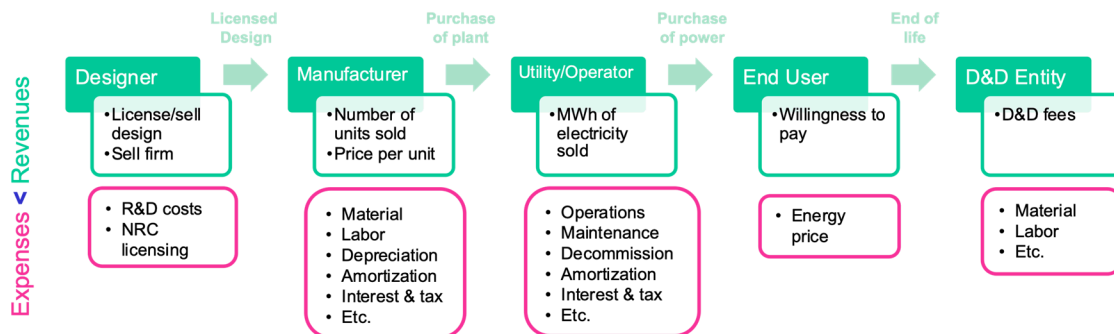 Licensed
Design
Purchase
of plant
Purchase
of power
End of
life
Designer
Manufacturer
Utility/Operator
End User
D&D Entity
Expenses < Revenues
•License/sell
design
•Sell firm
•Number of
units sold
•Price per unit
•MWh of
electricity
sold
•Willingness to
pay
•D&D fees
• R&D costs
• NRC
licensing
• Material
• Labor
• Depreciation
• Amortization
• Interest & tax
• Etc.
• Operations
• Maintenance
• Decommission
• Amortization
• Interest & tax
• Etc.
• Energy
price
• Material
• Labor
• Etc.